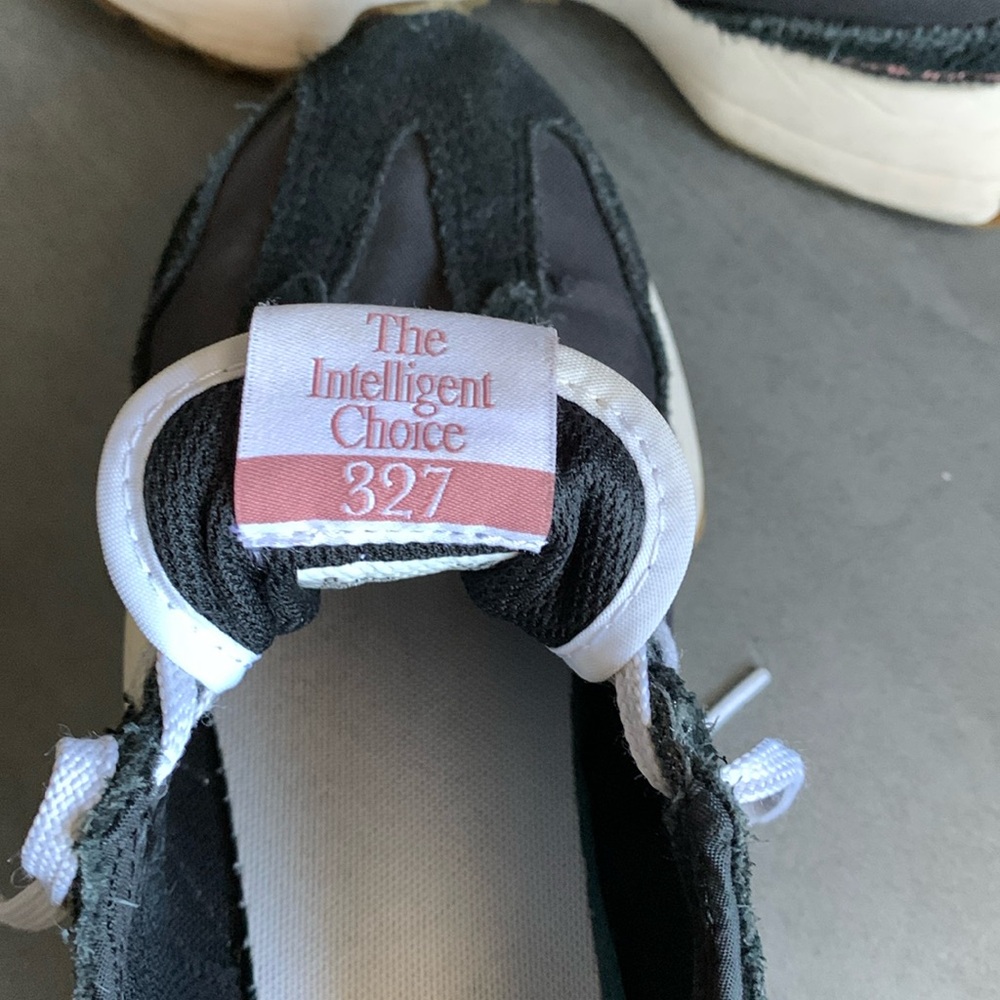 The
Intelligent
Choice
327